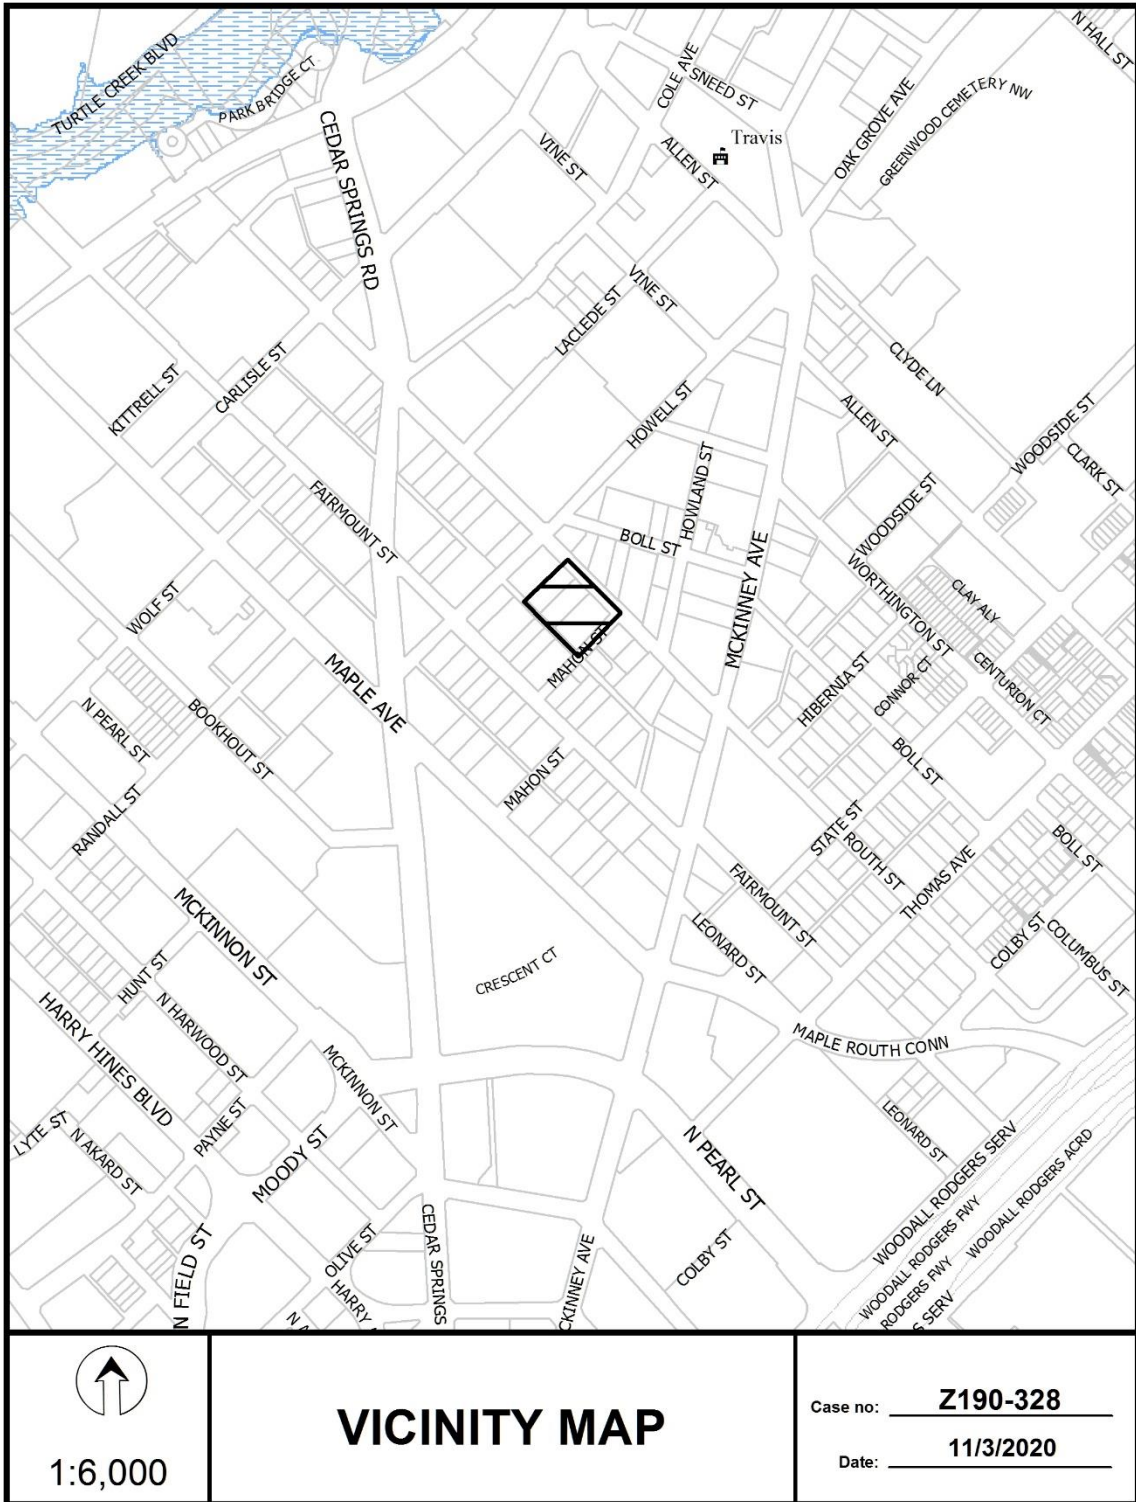 N HALL ST
TURTLE CREEK BLVD
PARK BRIDGE CT
COLE AVE
SNEED ST
OAK GROVE AVE
GREENWOOD CEMETERY NW
CEDAR SPRINGS RD
VINE ST
ALLEN ST
Travis
VINE ST
LACLEDE ST
KITTRELL ST
CARLISLE ST
CLYDE LN
HOWELL ST
ALLEN ST
WOODSIDE ST
CLARK ST
FAIRMOUNT ST
HOWLAND ST
BOLL ST
WOODSIDE ST
MCKINNEY AVE
WORTHINGTON ST
CLAY ALY
WOLF ST
MAHON ST
MAPLE AVE
HIBERNIA ST
CONNOR CT
CENTURION CT
N PEARL ST
BOOKHOUT ST
MAHON ST
BOLL ST
RANDALL ST
STATE ST
ROUTH ST
THOMAS AVE
BOLL ST
MCKINNON ST
FAIRMOUNT ST
LEONARD ST
COLBY ST
COLUMBUS ST
CRESCENT CT
HUNT ST
N HARWOOD ST
HARRY HINES BLVD
MCKINNON ST
MAPLE ROUTH CONN
LYTE ST
N AKARD ST
PAYNE ST
MOODY ST
N PEARL ST
LEONARD ST
WOODALL RODGERS SERV
WOODALL RODGERS ACRD
WOODALL RODGERS FWY
RODGERS FWY
S SERV
N FIELD ST
OLIVE ST
HARRY
N A
CEDAR SPRINGS
CKINNEY AVE
COLBY ST
1:6,000
VICINITY MAP
Case no: Z190-328
Date: 11/3/2020